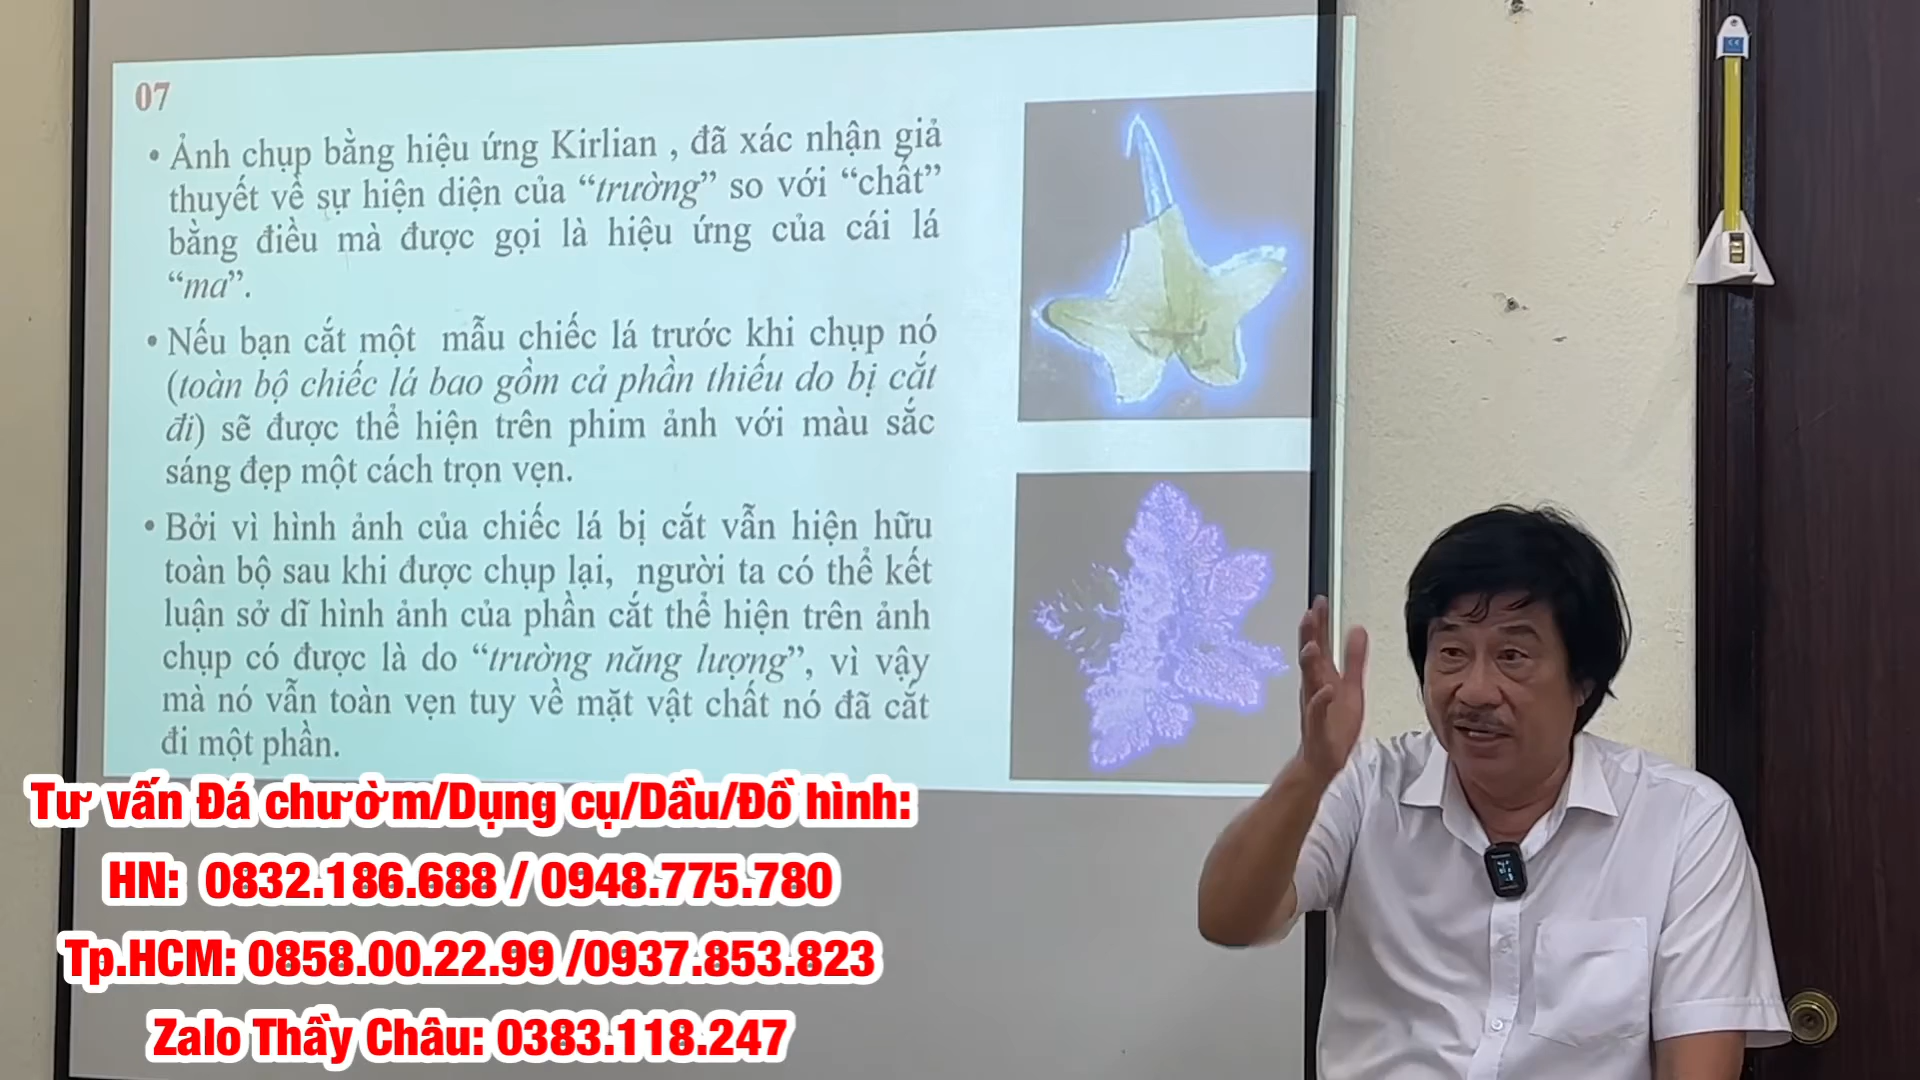 07
• Ảnh chụp bằng hiệu ứng Kirlian , đã xác nhận giả
thuyết về sự hiện diện của “trường” so với “chất”
bằng điều mà được gọi là hiệu ứng của cái lá
“ma”.
• Nếu bạn cắt một mẫu chiếc lá trước khi chụp nó
(toàn bộ chiếc lá bao gồm cả phần thiếu do bị cắt
đi) sẽ được thể hiện trên phim ảnh với màu sắc
sáng đẹp một cách trọn vẹn.
• Bởi vì hình ảnh của chiếc lá bị cắt vẫn hiện hữu
toàn bộ sau khi được chụp lại, người ta có thể kết
luận sở dĩ hình ảnh của phần cắt thể hiện trên ảnh
chụp có được là do “trường năng lượng”, vì vậy
mà nó vẫn toàn vẹn tuy về mặt vật chất nó đã cắt
đi một phần.
Tư vấn Đá chườm/Dụng cụ/Dầu/Đồ hình:
HN: 0832.186.688 / 0948.775.780
Tp.HCM: 0858.00.22.99 /0937.853.823
Zalo Thầy Châu: 0383.118.247